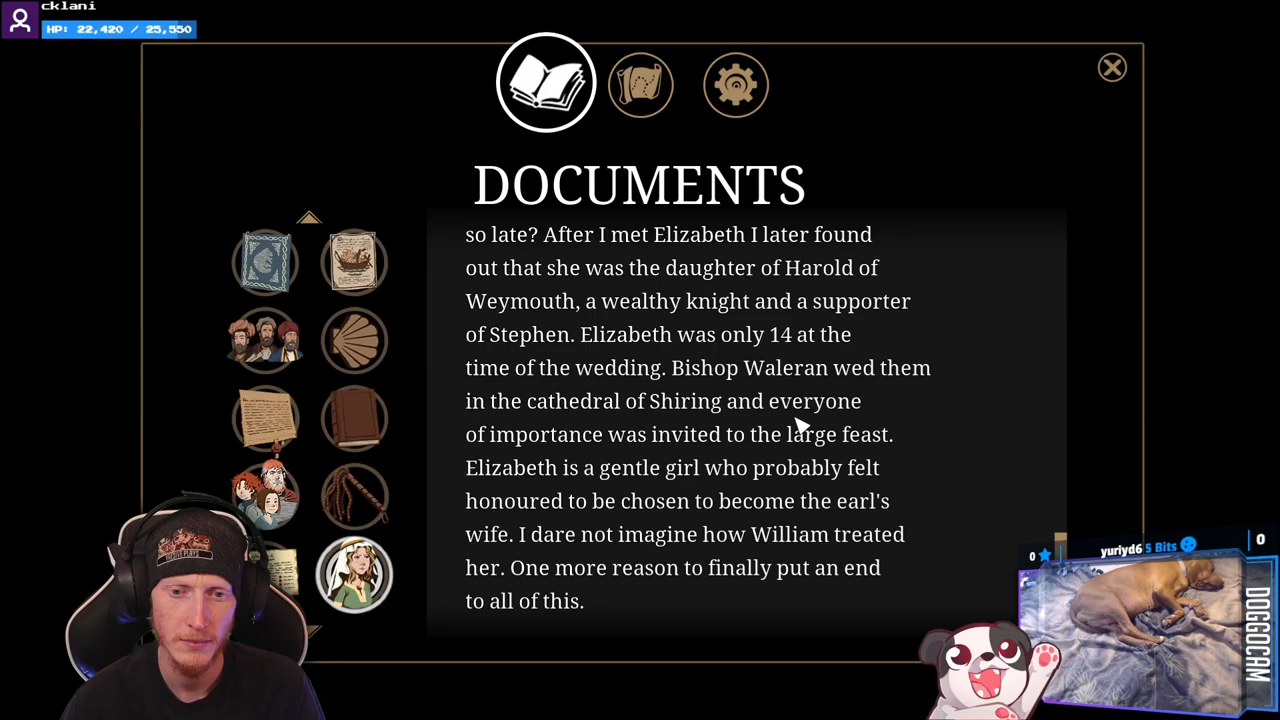 cklani
HP: 22,420 / 25,550
DOCUMENTS
so late? After I met Elizabeth I later found
out that she was the daughter of Harold of
Weymouth, a wealthy knight and a supporter
of Stephen. Elizabeth was only 14 at the
time of the wedding. Bishop Waleran wed them
in the cathedral of Shiring and everyone
of importance was invited to the large feast.
Elizabeth is a gentle girl who probably felt
honoured to be chosen to become the earl's
wife. I dare not imagine how William treated
her. One more reason to finally put an end
to all of this.
0
yuriyd6 5 Bits
0
DOGGOCAM